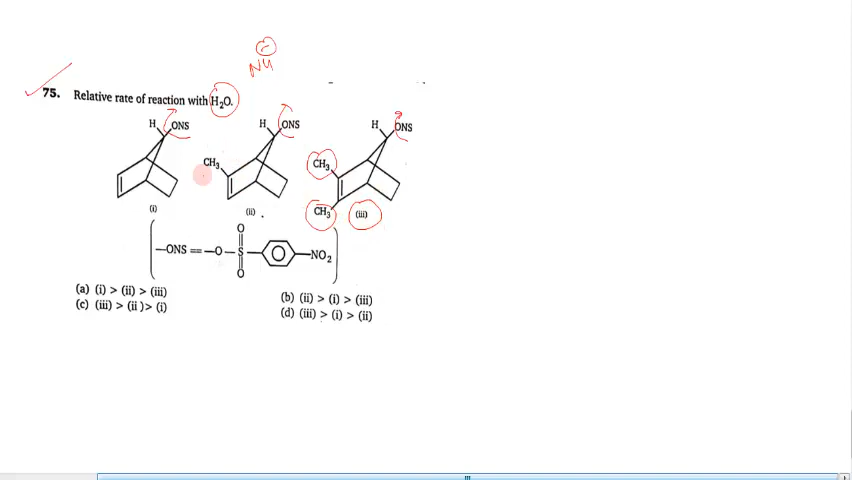 Nu
75. Relative rate of reaction with H₂O.
H ONS H ONS H ONS
CH₃ CH₃
CH₃
(i) (ii) . (iii)
O
—ONS == —O—S— —NO₂
O
(a) (i) > (ii) > (iii) (b) (ii) > (i) > (iii)
(c) (iii) > (ii) > (i) (d) (iii) > (i) > (ii)